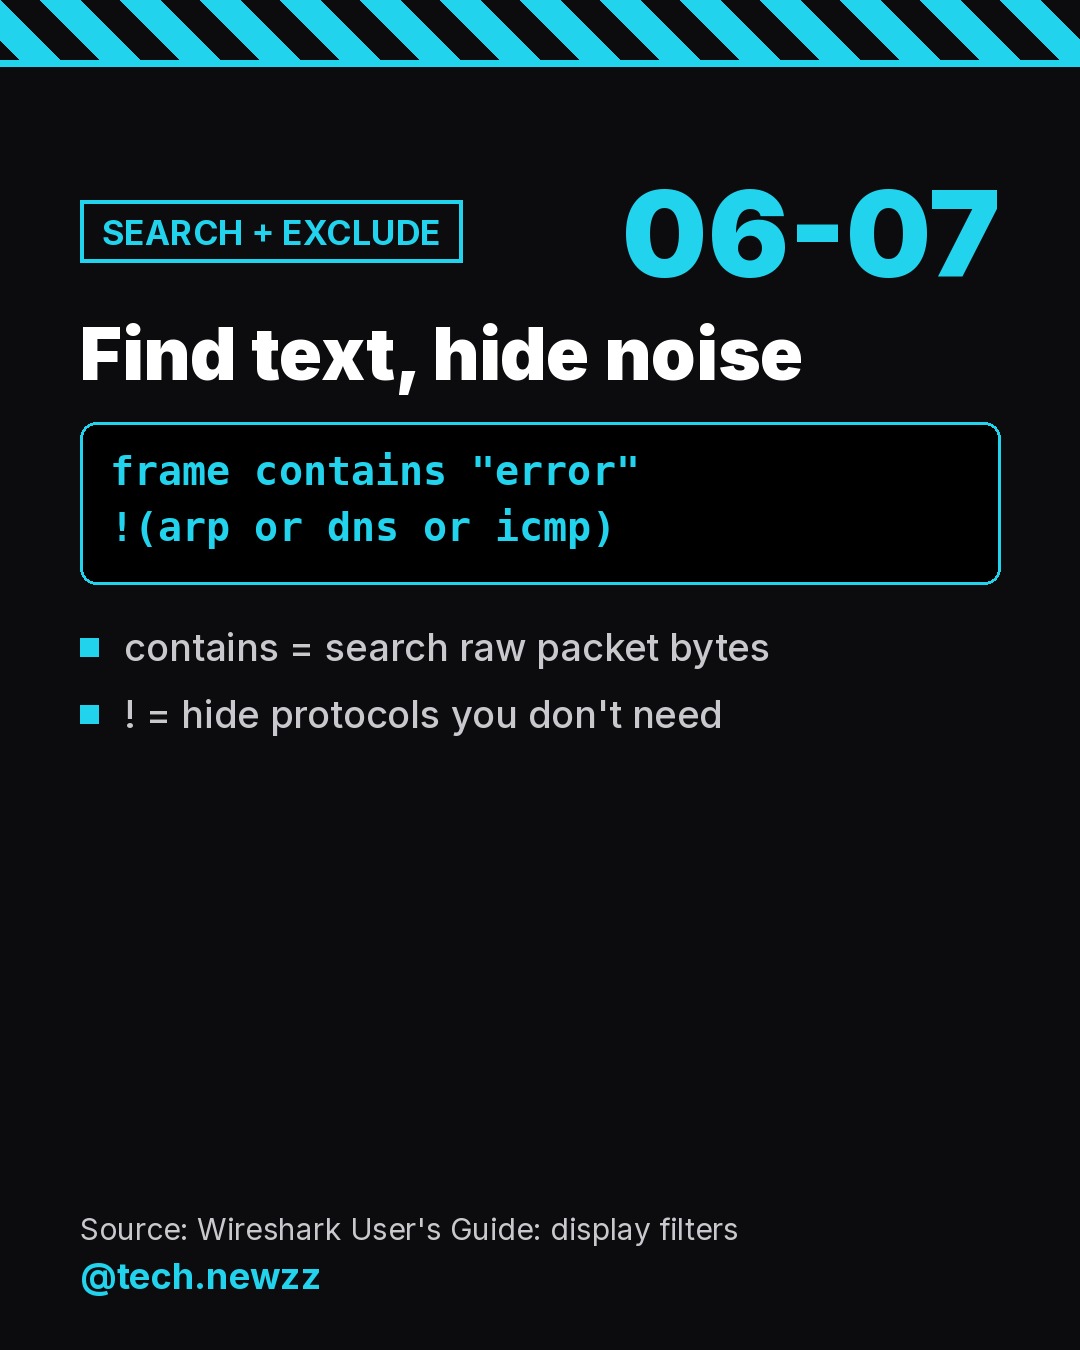 SEARCH + EXCLUDE
06-07
Find text, hide noise
frame contains "error"
!(arp or dns or icmp)
contains = search raw packet bytes
! = hide protocols you don't need
Source: Wireshark User's Guide: display filters
@tech.newzz